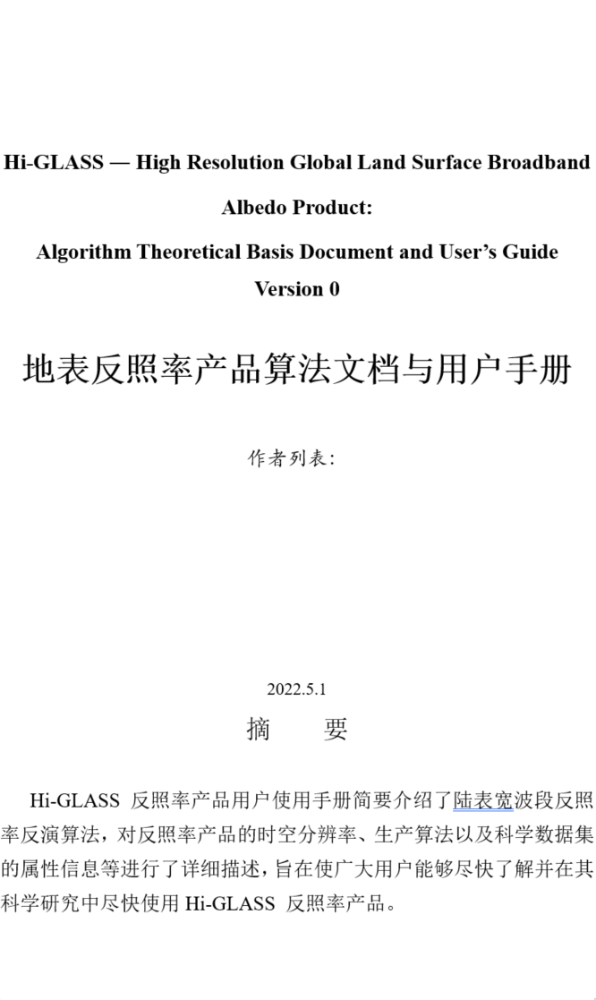 Hi-GLASS — High Resolution Global Land Surface Broadband
Albedo Product:
Algorithm Theoretical Basis Document and User’s Guide
Version 0
地表反照率产品算法文档与用户手册
作者列表：
2022.5.1
摘　　要
Hi-GLASS 反照率产品用户使用手册简要介绍了陆表宽波段反照
率反演算法，对反照率产品的时空分辨率、生产算法以及科学数据集
的属性信息等进行了详细描述，旨在使广大用户能够尽快了解并在其
科学研究中尽快使用 Hi-GLASS 反照率产品。